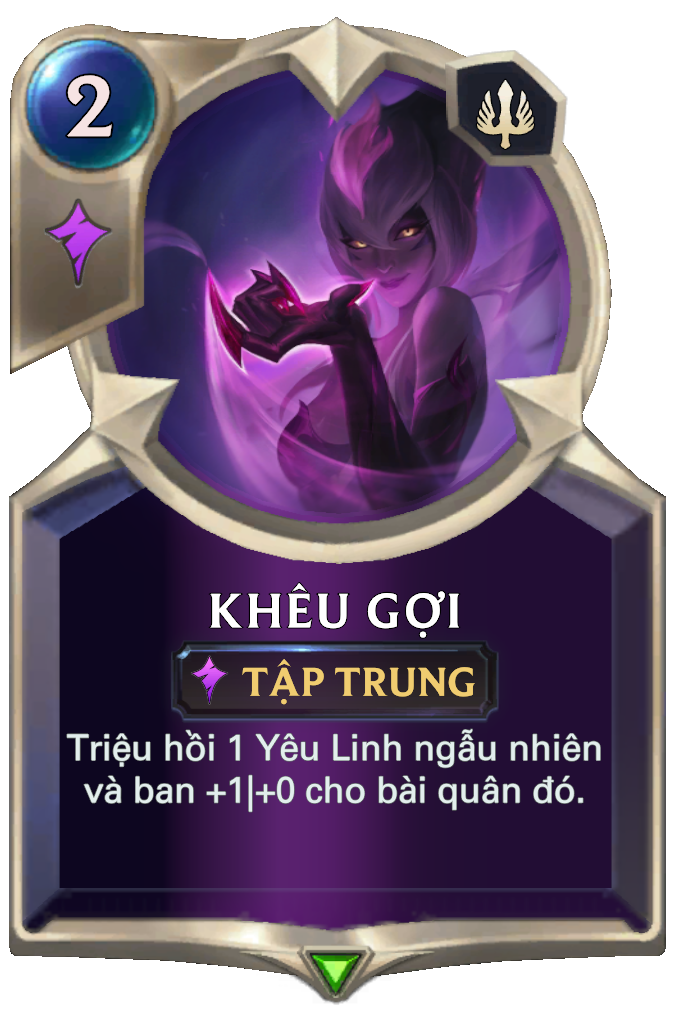 2
KHÊU GỢI
TẬP TRUNG
Triệu hồi 1 Yêu Linh ngẫu nhiên
và ban +1|+0 cho bài quân đó.